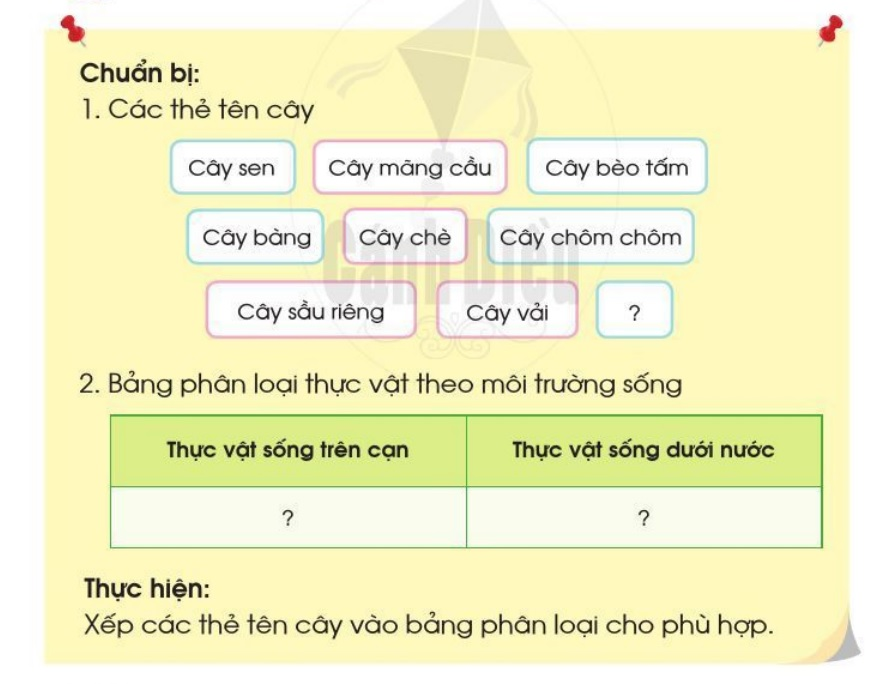 Chuẩn bị:
1. Các thẻ tên cây
Cây sen Cây mãng cầu Cây bèo tấm
Cây bàng Cây chè Cây chôm chôm
Cây sầu riêng Cây vải ?
2. Bảng phân loại thực vật theo môi trường sống
Thực vật sống trên cạn Thực vật sống dưới nước
? ?
Thực hiện:
Xếp các thẻ tên cây vào bảng phân loại cho phù hợp.
Cánh Diều